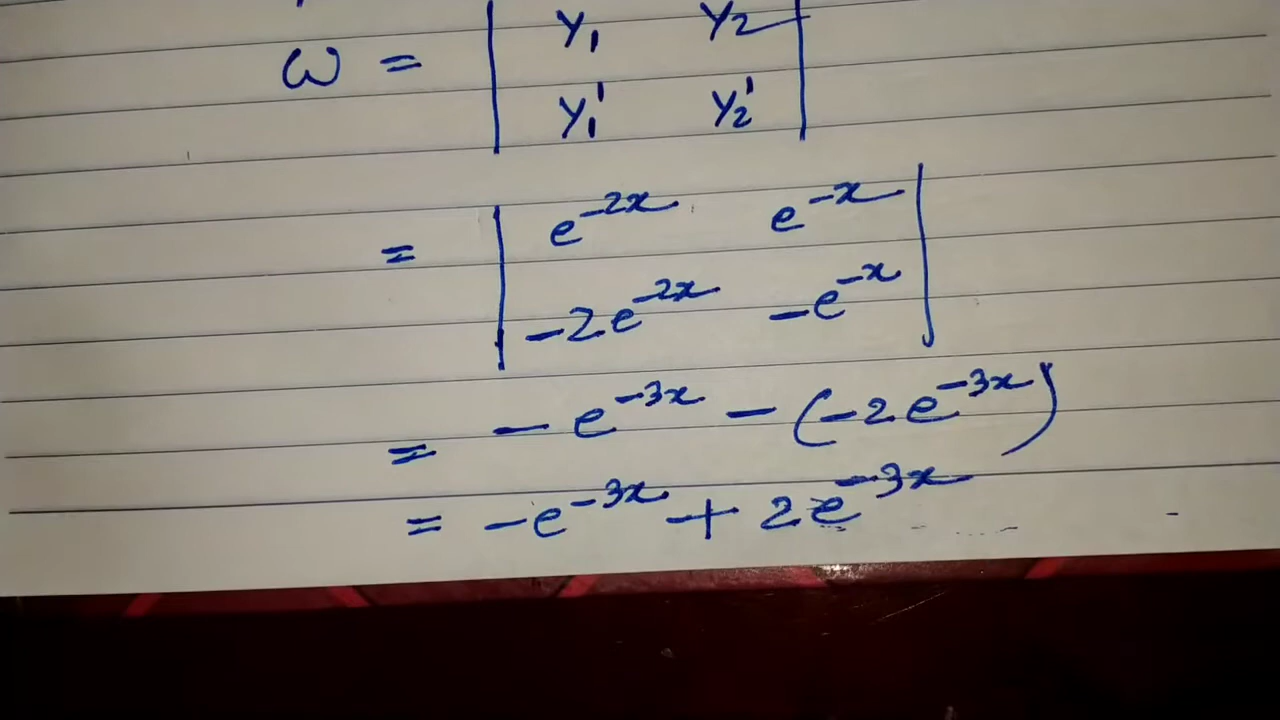 ω = | y₁ y₂ |
| y₁' y₂' |
= | e^{-2x} e^{-x} |
| -2e^{-2x} -e^{-x} |
= -e^{-3x} - (-2e^{-3x})
= -e^{-3x} + 2e^{-3x}